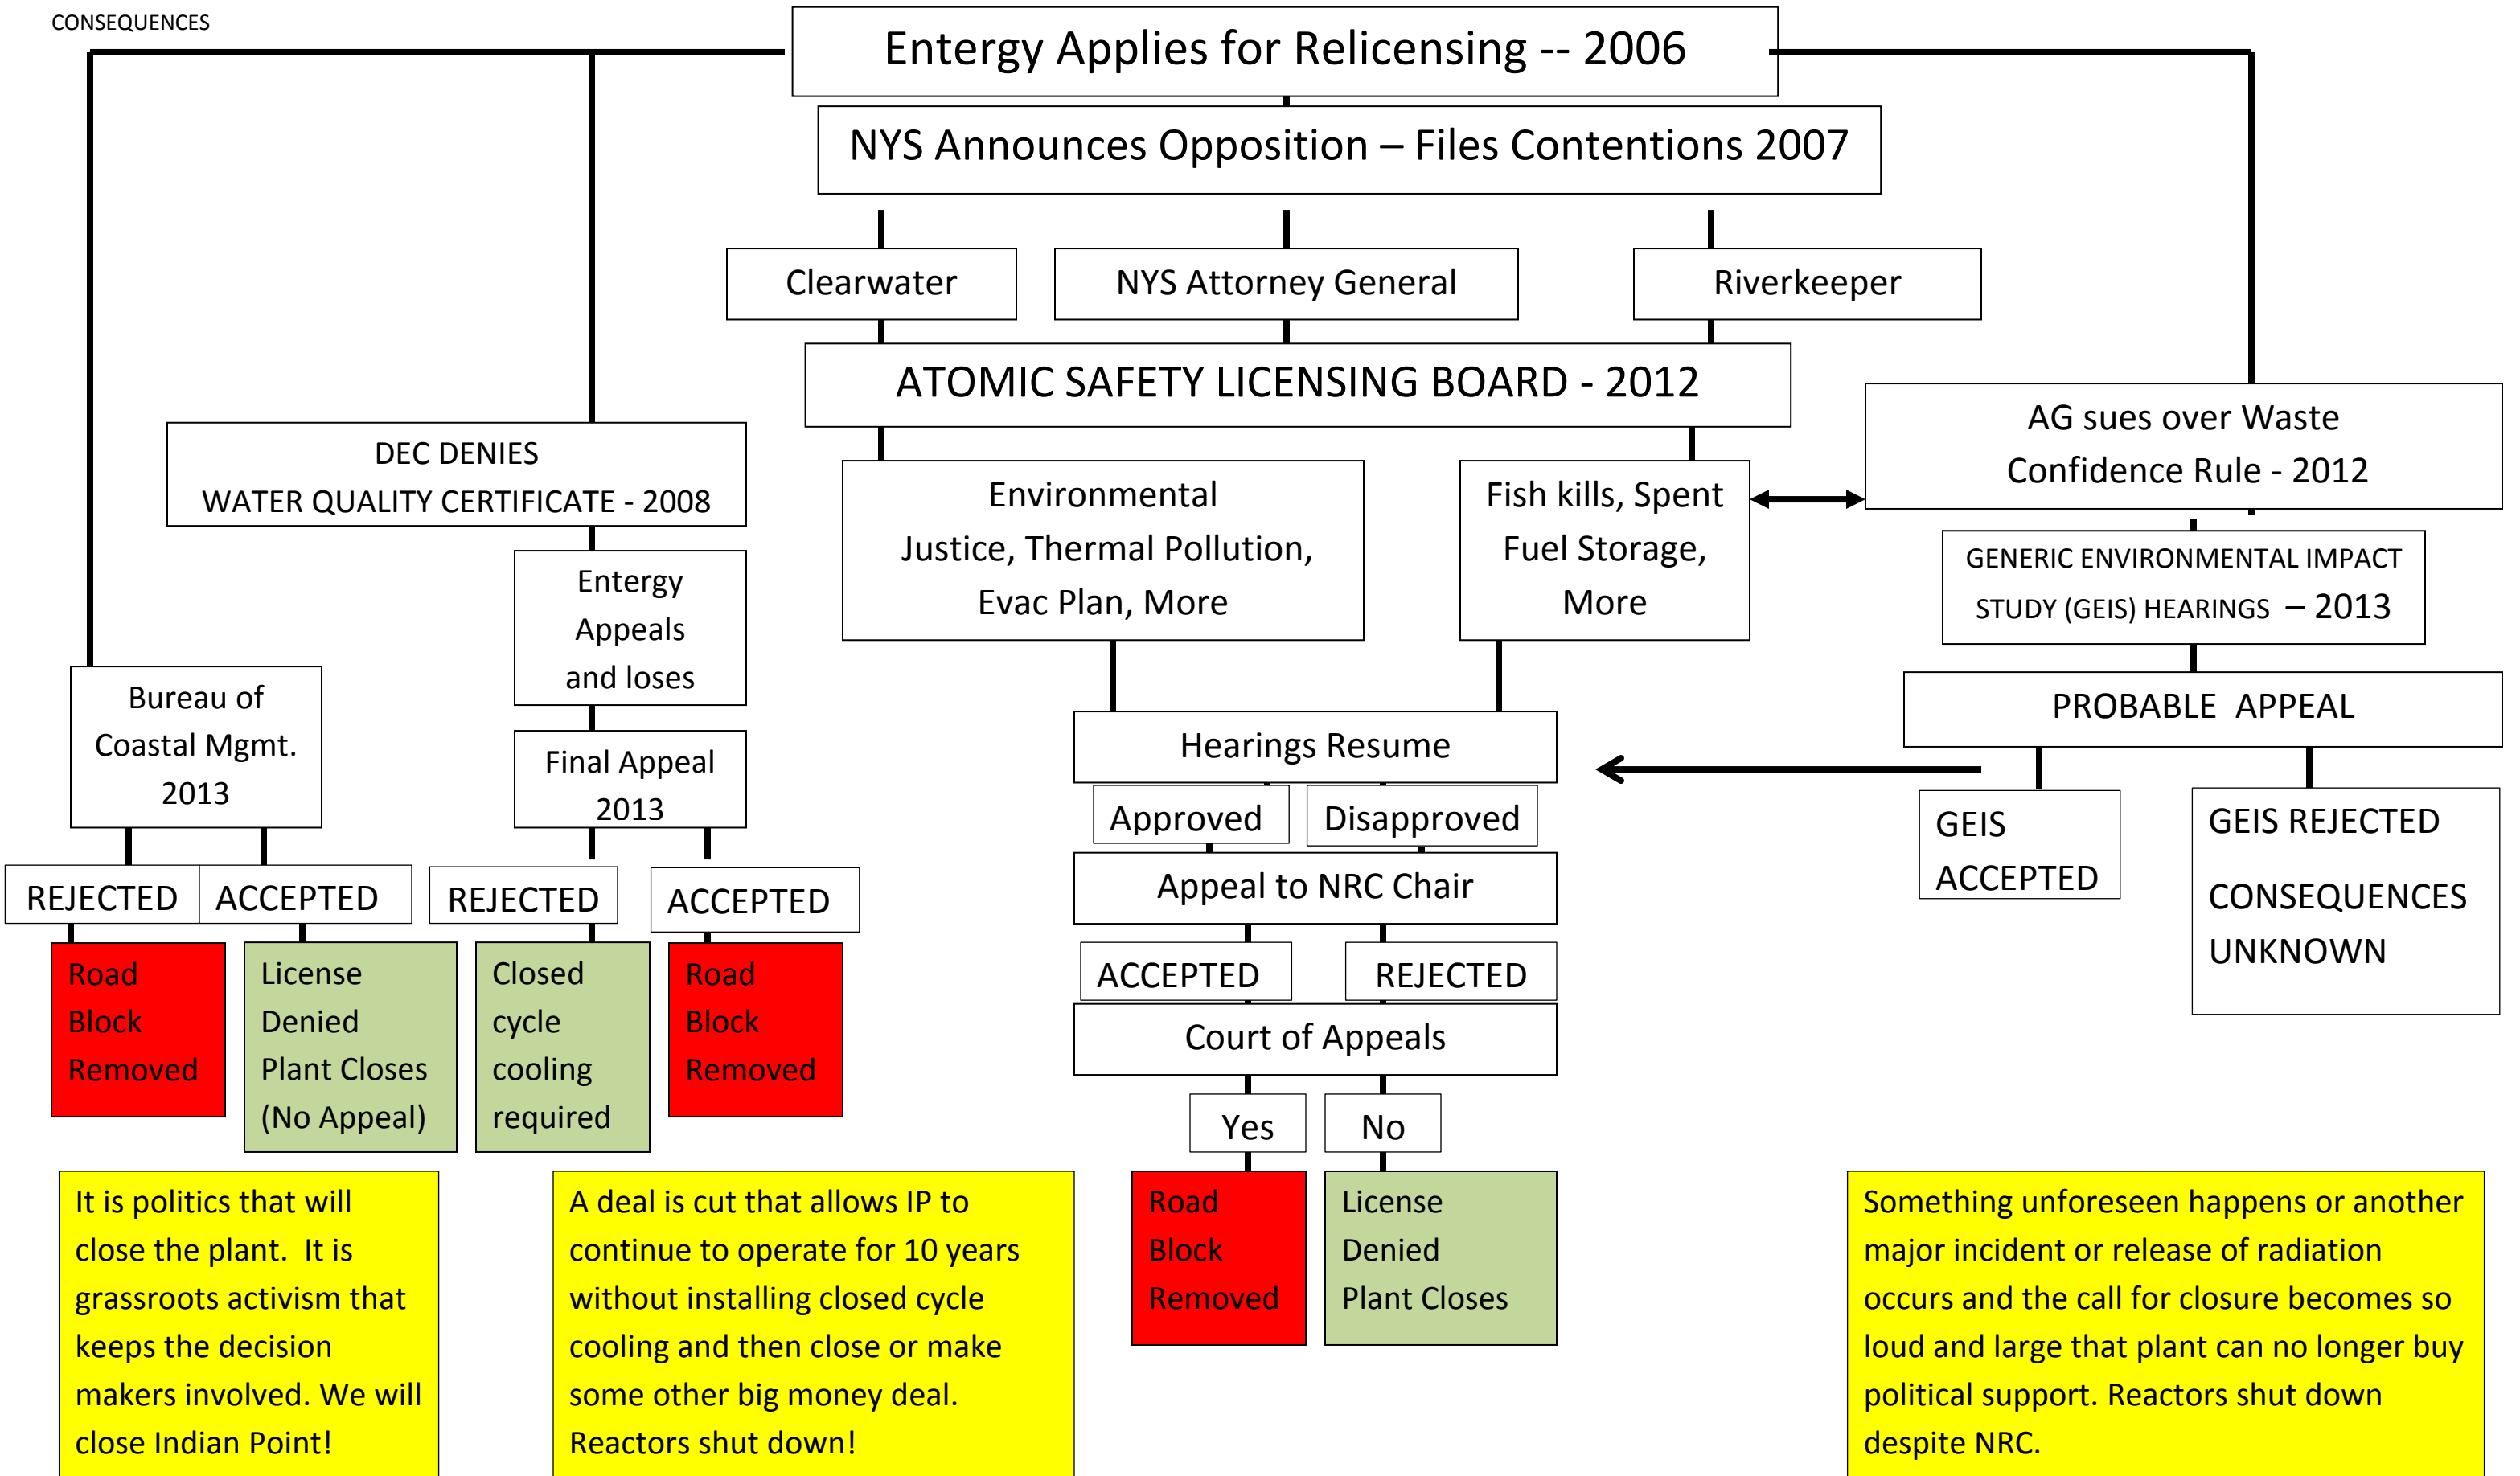 CONSEQUENCES
Entergy Applies for Relicensing -- 2006
NYS Announces Opposition – Files Contentions 2007
Clearwater
NYS Attorney General
Riverkeeper
ATOMIC SAFETY LICENSING BOARD - 2012
AG sues over Waste
Confidence Rule - 2012
DEC DENIES
WATER QUALITY CERTIFICATE - 2008
Environmental
Justice, Thermal Pollution,
Evac Plan, More
Fish kills, Spent
Fuel Storage,
More
GENERIC ENVIRONMENTAL IMPACT
STUDY (GEIS) HEARINGS – 2013
Entergy
Appeals
and loses
Bureau of
Coastal Mgmt.
2013
Final Appeal
2013
Hearings Resume
PROBABLE APPEAL
Approved
Disapproved
GEIS
ACCEPTED
GEIS REJECTED
CONSEQUENCES
UNKNOWN
REJECTED
ACCEPTED
REJECTED
ACCEPTED
Appeal to NRC Chair
ACCEPTED
REJECTED
Road
Block
Removed
License
Denied
Plant Closes
(No Appeal)
Closed
cycle
cooling
required
Road
Block
Removed
Court of Appeals
Yes
No
Road
Block
Removed
License
Denied
Plant Closes
It is politics that will
close the plant.  It is
grassroots activism that
keeps the decision
makers involved. We will
close Indian Point!
A deal is cut that allows IP to
continue to operate for 10 years
without installing closed cycle
cooling and then close or make
some other big money deal.
Reactors shut down!
Something unforeseen happens or another
major incident or release of radiation
occurs and the call for closure becomes so
loud and large that plant can no longer buy
political support. Reactors shut down
despite NRC.